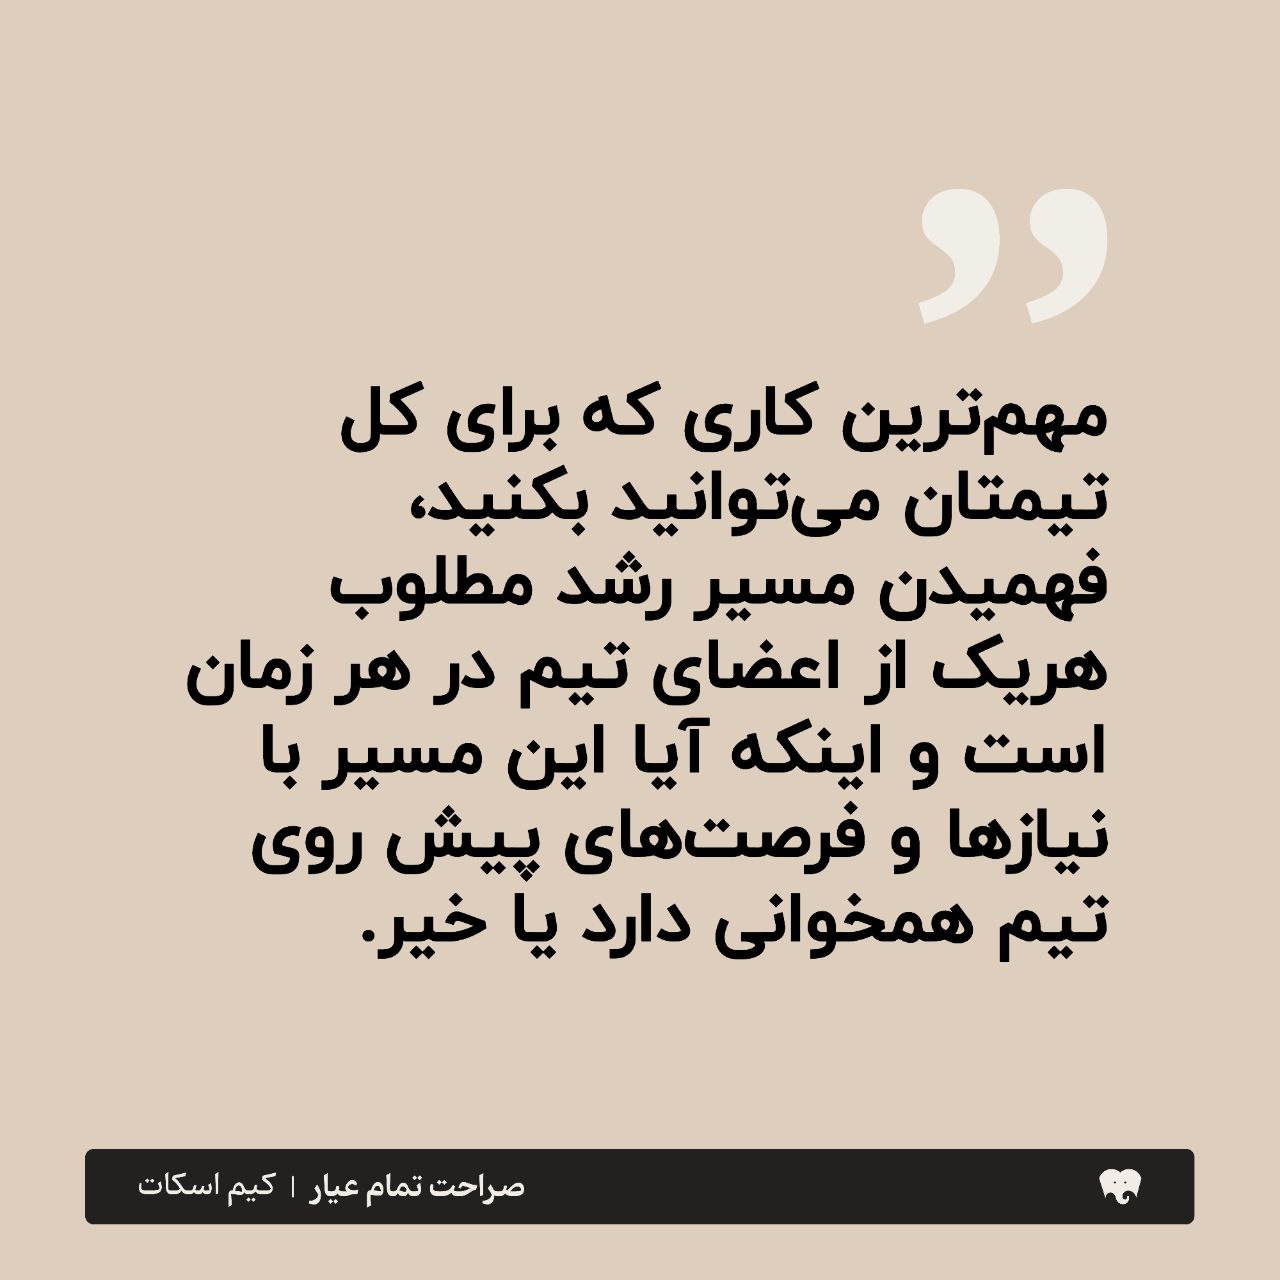 مهم‌ترین کاری که برای کل
تیمتان می‌توانید بکنید،
فهمیدن مسیر رشد مطلوب
هریک از اعضای تیم در هر زمان
است و اینکه آیا این مسیر با
نیازها و فرصت‌های پیش روی
تیم همخوانی دارد یا خیر.
صراحت تمام عیار | کیم اسکات